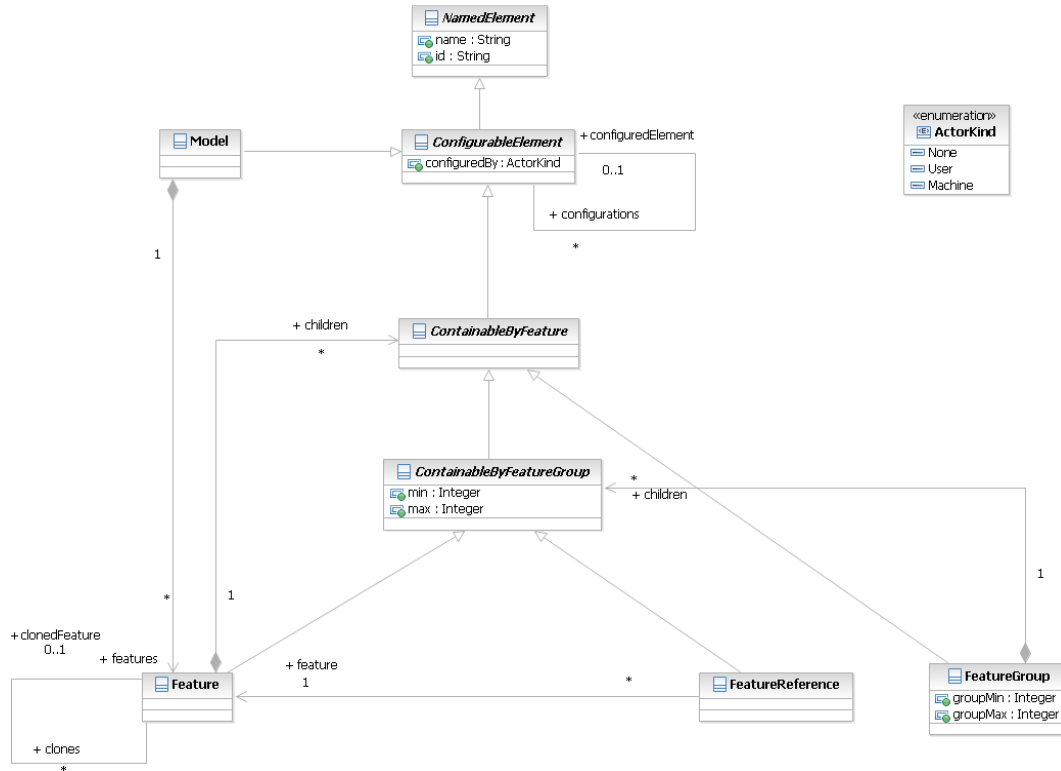 NamedElement
name : String
id : String
Model
ConfigurableElement
configuredBy : ActorKind
+ configuredElement
0..1
+ configurations
*
«enumeration»
ActorKind
None
User
Machine
1
+ children
*
ContainableByFeature
ContainableByFeatureGroup
min : Integer
max : Integer
*
+ children
1
*
1
+ clonedFeature
0..1
+ features
+ feature
1
*
Feature
FeatureReference
FeatureGroup
groupMin : Integer
groupMax : Integer
+ clones
*